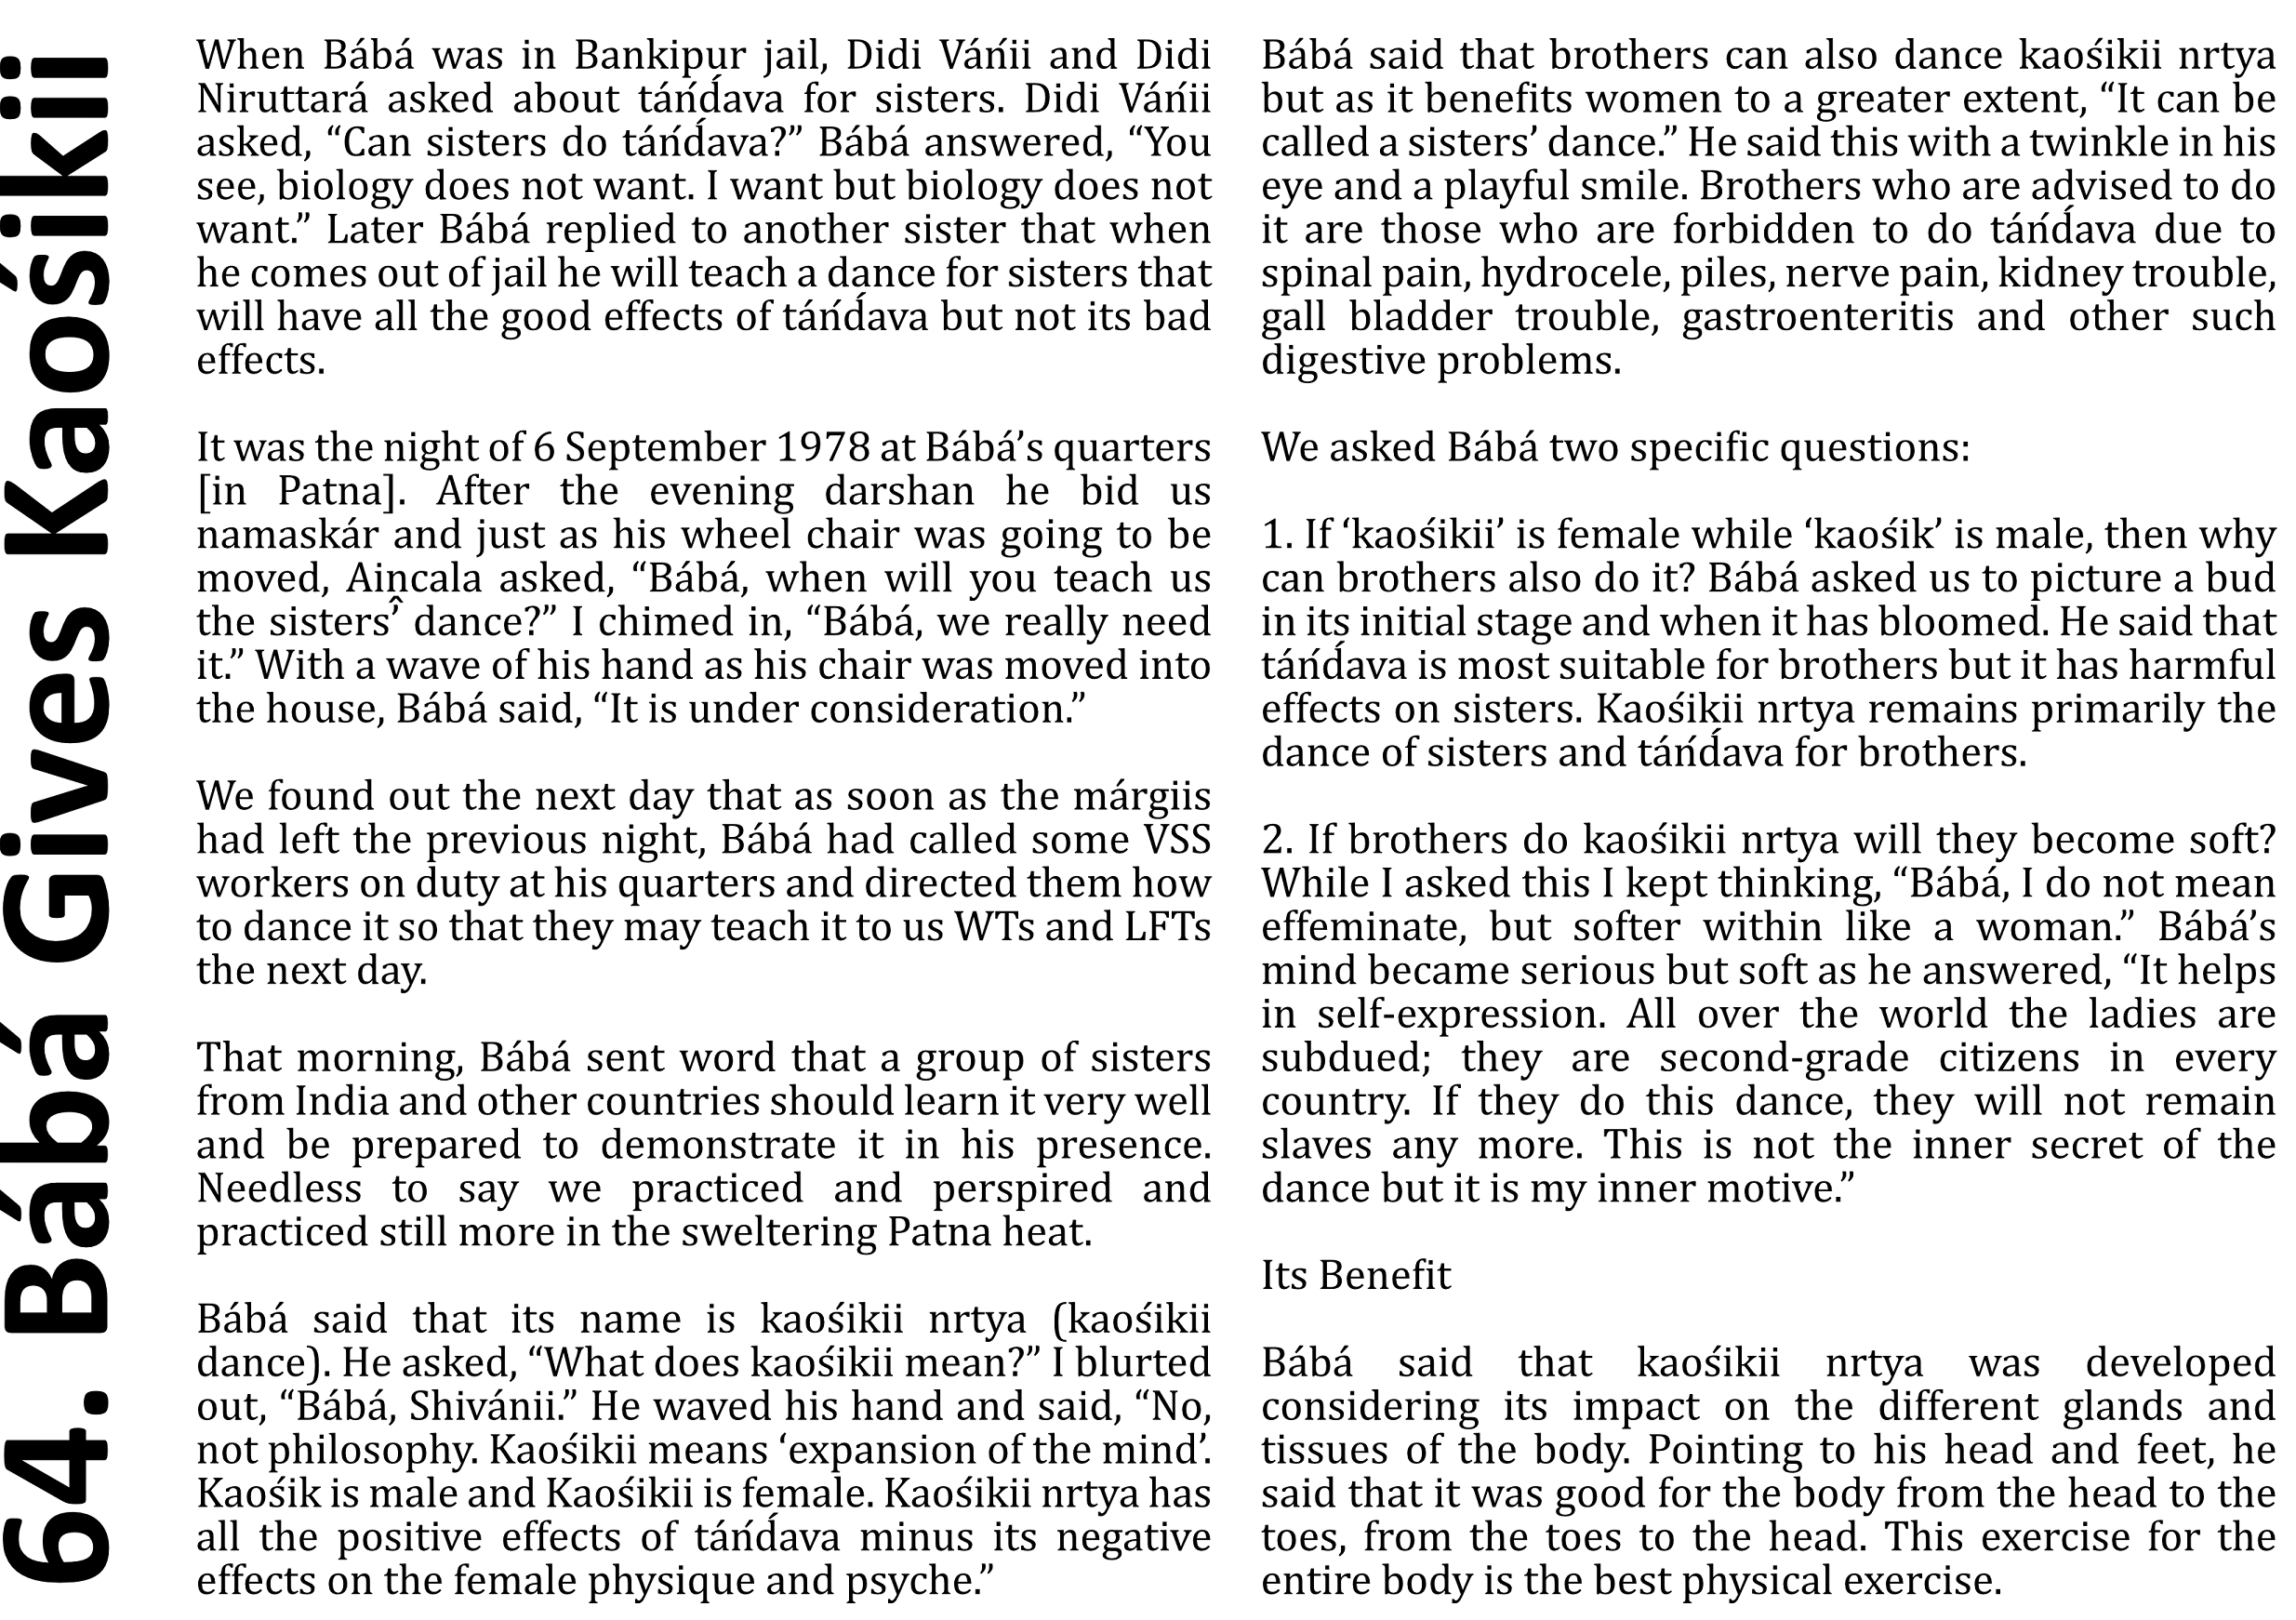 64. Bábá Gives Kaośikii
When Bábá was in Bankipur jail, Didi Váńii and Didi
Niruttará asked about táńd́ava for sisters. Didi Váńii
asked, “Can sisters do táńd́ava?” Bábá answered, “You
see, biology does not want. I want but biology does not
want.” Later Bábá replied to another sister that when
he comes out of jail he will teach a dance for sisters that
will have all the good effects of táńd́ava but not its bad
effects.
It was the night of 6 September 1978 at Bábá’s quarters
[in Patna]. After the evening darshan he bid us
namaskár and just as his wheel chair was going to be
moved, Aiṋcala asked, “Bábá, when will you teach us
the sisters’ dance?” I chimed in, “Bábá, we really need
it.” With a wave of his hand as his chair was moved into
the house, Bábá said, “It is under consideration.”
We found out the next day that as soon as the márgiis
had left the previous night, Bábá had called some VSS
workers on duty at his quarters and directed them how
to dance it so that they may teach it to us WTs and LFTs
the next day.
That morning, Bábá sent word that a group of sisters
from India and other countries should learn it very well
and be prepared to demonstrate it in his presence.
Needless to say we practiced and perspired and
practiced still more in the sweltering Patna heat.
Bábá said that its name is kaośikii nrtya (kaośikii
dance). He asked, “What does kaośikii mean?” I blurted
out, “Bábá, Shivánii.” He waved his hand and said, “No,
not philosophy. Kaośikii means ‘expansion of the mind’.
Kaośik is male and Kaośikii is female. Kaośikii nrtya has
all the positive effects of táńd́ava minus its negative
effects on the female physique and psyche.”
Bábá said that brothers can also dance kaośikii nrtya
but as it benefits women to a greater extent, “It can be
called a sisters’ dance.” He said this with a twinkle in his
eye and a playful smile. Brothers who are advised to do
it are those who are forbidden to do táńd́ava due to
spinal pain, hydrocele, piles, nerve pain, kidney trouble,
gall bladder trouble, gastroenteritis and other such
digestive problems.
We asked Bábá two specific questions:
1. If ‘kaośikii’ is female while ‘kaośik’ is male, then why
can brothers also do it? Bábá asked us to picture a bud
in its initial stage and when it has bloomed. He said that
táńd́ava is most suitable for brothers but it has harmful
effects on sisters. Kaośikii nrtya remains primarily the
dance of sisters and táńd́ava for brothers.
2. If brothers do kaośikii nrtya will they become soft?
While I asked this I kept thinking, “Bábá, I do not mean
effeminate, but softer within like a woman.” Bábá’s
mind became serious but soft as he answered, “It helps
in self-expression. All over the world the ladies are
subdued; they are second-grade citizens in every
country. If they do this dance, they will not remain
slaves any more. This is not the inner secret of the
dance but it is my inner motive.”
Its Benefit
Bábá said that kaośikii nrtya was developed
considering its impact on the different glands and
tissues of the body. Pointing to his head and feet, he
said that it was good for the body from the head to the
toes, from the toes to the head. This exercise for the
entire body is the best physical exercise.